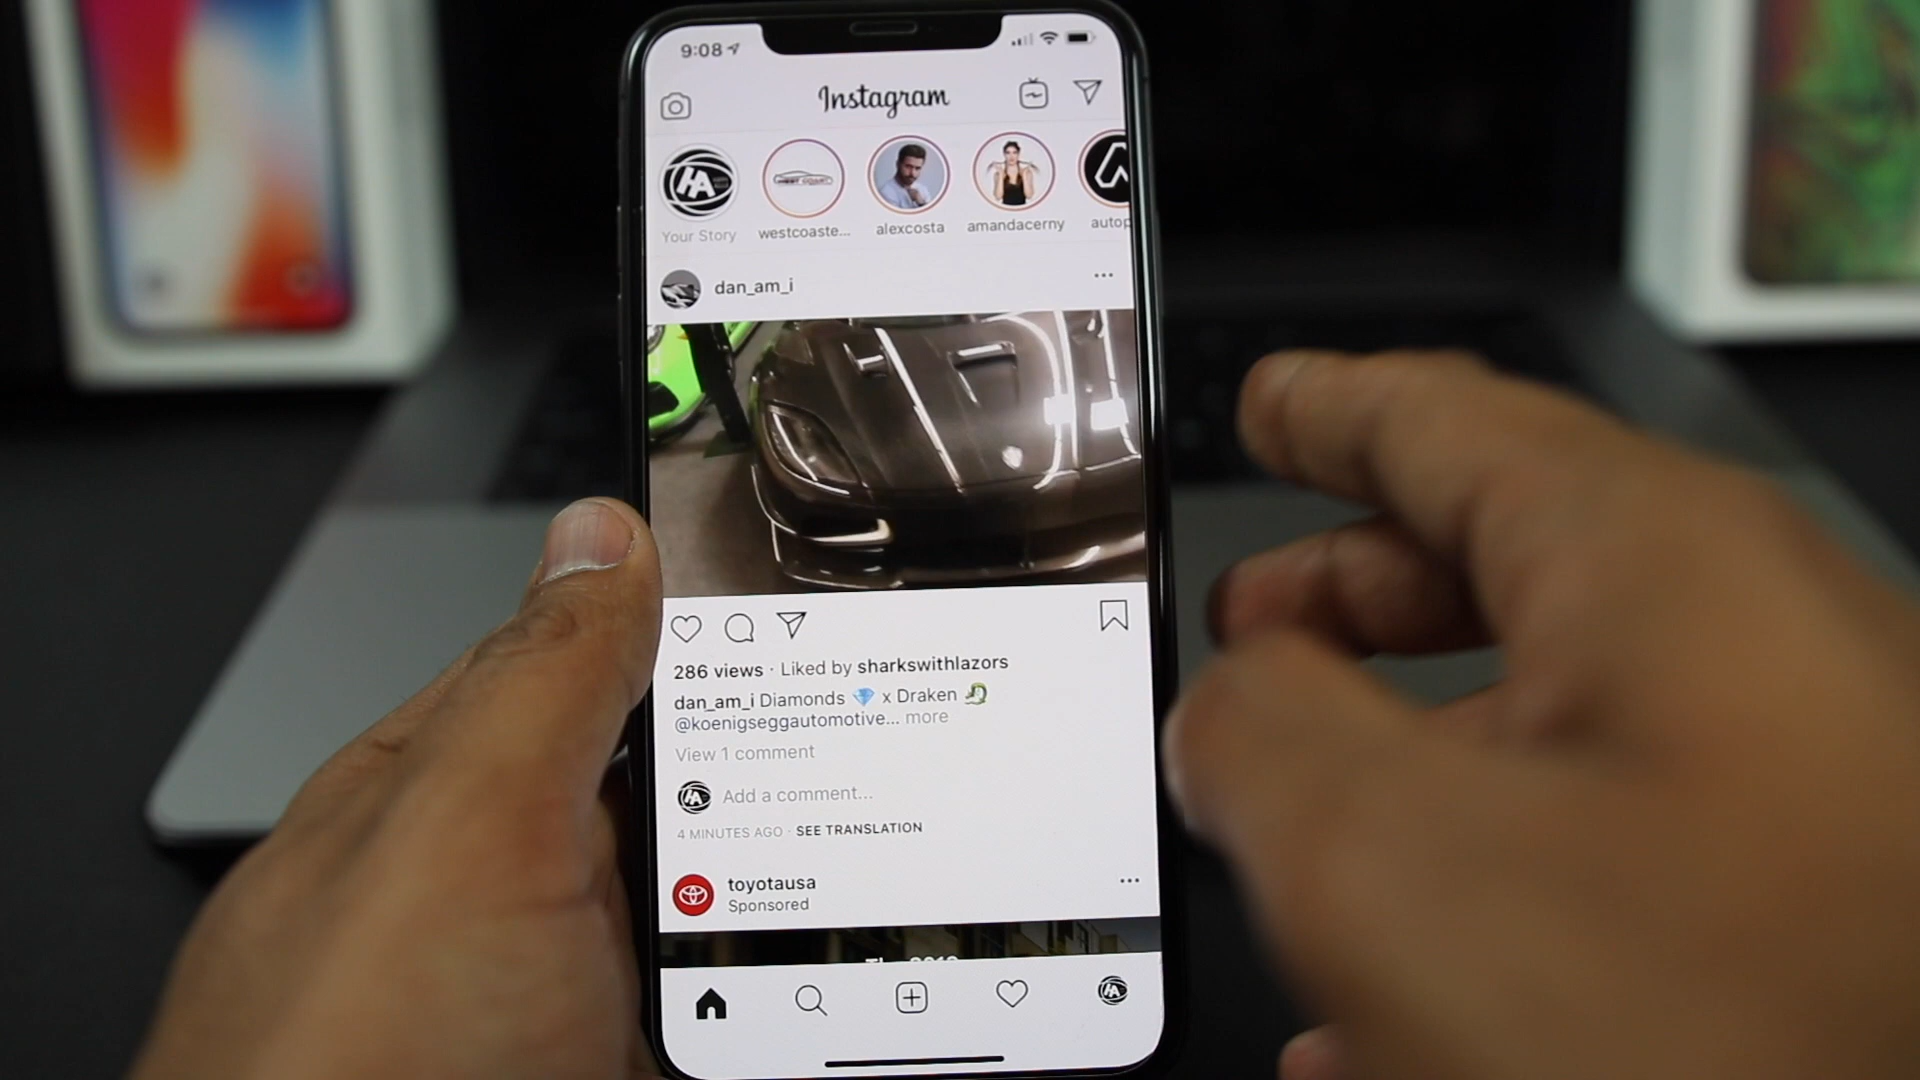 9:08
Instagram
Your Story
westcoaste...
alexcosta
amandacerny
autop
dan_am_i
286 views · Liked by sharkswithlazors
dan_am_i Diamonds 💎 x Draken 🐉
@koenigseggautomotive... more
View 1 comment
Add a comment...
4 MINUTES AGO · SEE TRANSLATION
toyotausa
Sponsored